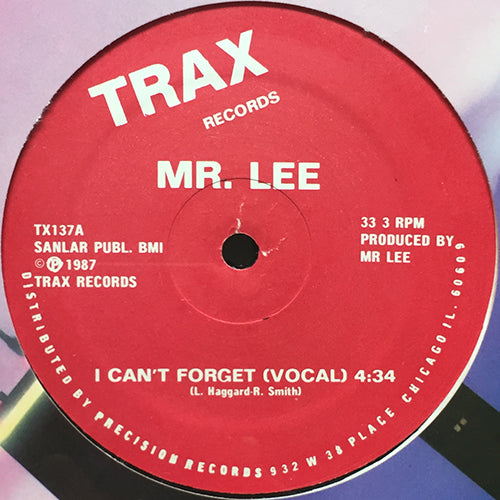 TRAX
RECORDS
MR. LEE
TX137A
SANLAR PUBL. BMI
© ℗ 1987
TRAX RECORDS
33 3 RPM
PRODUCED BY
MR LEE
I CAN'T FORGET (VOCAL) 4:34
(L. Haggard-R. Smith)
DISTRIBUTED BY PRECISION RECORDS 932 W 38 PLACE CHICAGO IL. 60609